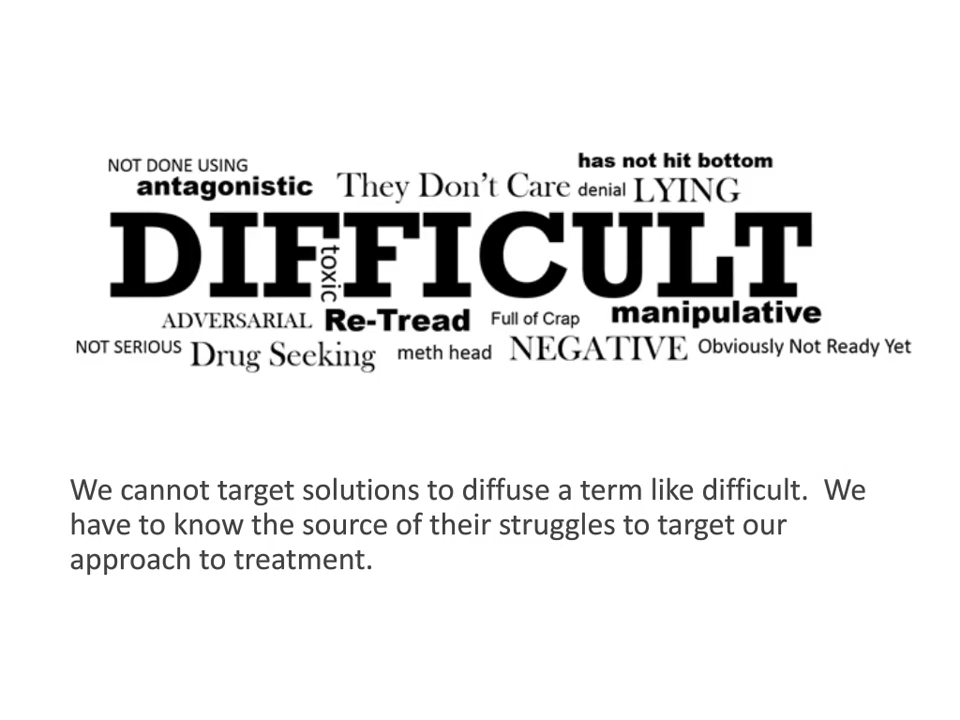 NOT DONE USING
has not hit bottom
antagonistic They Don't Care denial LYING
DIFFICULT
toxic
ADVERSARIAL Re-Tread Full of Crap manipulative
NOT SERIOUS Drug Seeking meth head NEGATIVE Obviously Not Ready Yet
We cannot target solutions to diffuse a term like difficult.  We
have to know the source of their struggles to target our
approach to treatment.